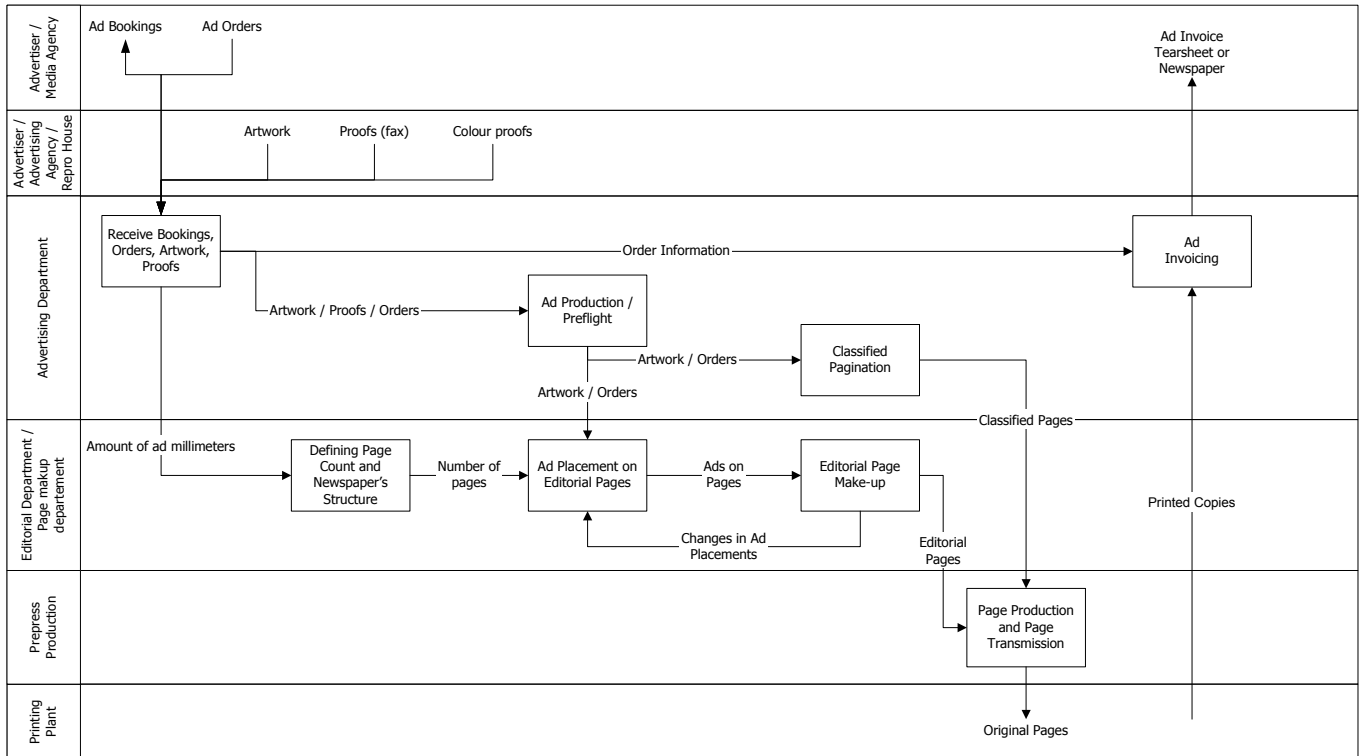 Advertiser /
Media Agency
Ad Bookings
Ad Orders
Ad Invoice
Tearsheet or
Newspaper
Advertiser /
Advertising
Agency /
Repro House
Artwork
Proofs (fax)
Colour proofs
Advertising Department
Receive Bookings,
Orders, Artwork,
Proofs
Order Information
Ad
Invoicing
Artwork / Proofs / Orders
Ad Production /
Preflight
Artwork / Orders
Classified
Pagination
Artwork / Orders
Classified Pages
Editorial Department /
Page makup
departement
Amount of ad millimeters
Defining Page
Count and
Newspaper's
Structure
Number of
pages
Ad Placement on
Editorial Pages
Ads on
Pages
Editorial Page
Make-up
Changes in Ad
Placements
Editorial
Pages
Printed Copies
Prepress
Production
Page Production
and Page
Transmission
Printing
Plant
Original Pages